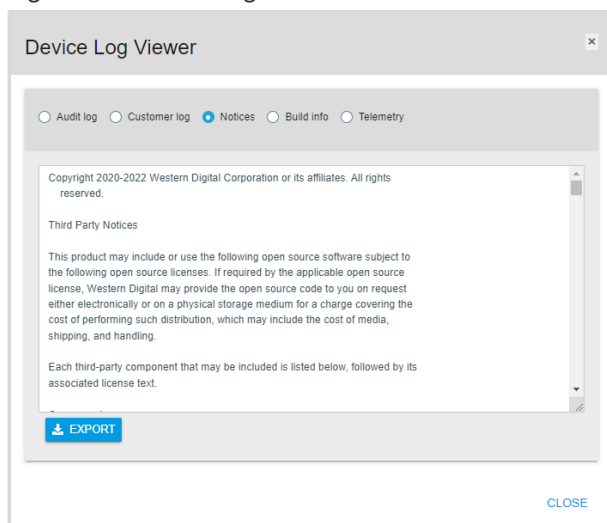 Device Log Viewer
×
Audit log Customer log Notices Build info Telemetry
Copyright 2020-2022 Western Digital Corporation or its affiliates. All rights
reserved.
Third Party Notices
This product may include or use the following open source software subject to
the following open source licenses. If required by the applicable open source
license, Western Digital may provide the open source code to you on request
either electronically or on a physical storage medium for a charge covering the
cost of performing such distribution, which may include the cost of media,
shipping, and handling.
Each third-party component that may be included is listed below, followed by its
associated license text.
EXPORT
CLOSE